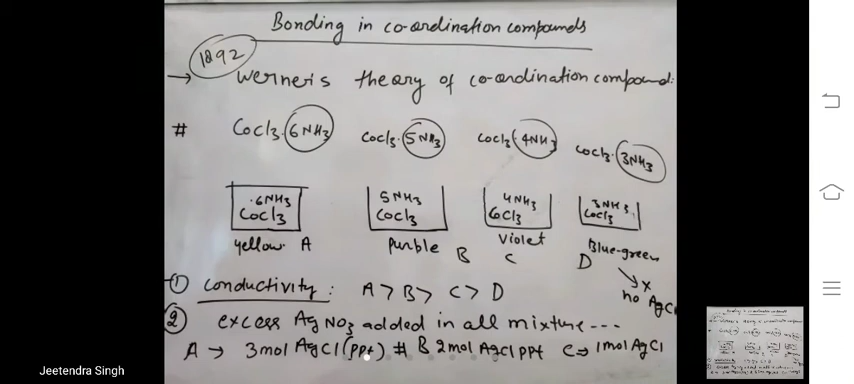 Bonding in co-ordination compounds
1892
→ Werner's theory of co-ordination compound:
# CoCl3.6NH3 CoCl3.5NH3 CoCl3.4NH3 CoCl3.3NH3
.6NH3 5NH3 4NH3 3NH3
CoCl3 CoCl3 CoCl3 CoCl3
yellow. A purble B violet C Blue-green D
x
no AgCl
① conductivity: A > B > C > D
② excess AgNO3 added in all mixture ---
A → 3mol AgCl (ppt) # B 2mol AgCl ppt C ⇒ 1mol AgCl
Jeetendra Singh